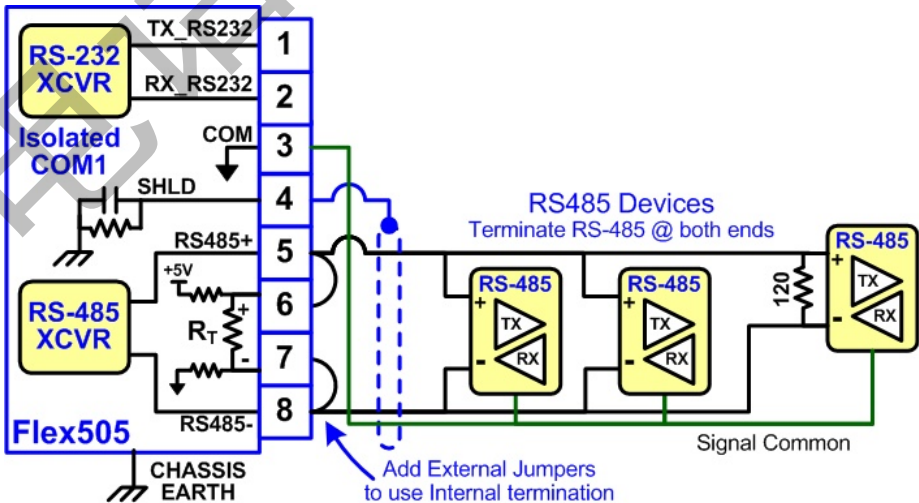 RS-232
XCVR
TX_RS232
RX_RS232
1
2
Isolated
COM1
COM
3
SHLD
4
RS485+
5
+5V
6
RT
+
-
7
RS-485
XCVR
RS485-
8
Flex505
CHASSIS
EARTH
RS485 Devices
Terminate RS-485 @ both ends
RS-485
+
-
TX
RX
RS-485
+
-
TX
RX
120
RS-485
+
-
TX
RX
Signal Common
Add External Jumpers
to use Internal termination